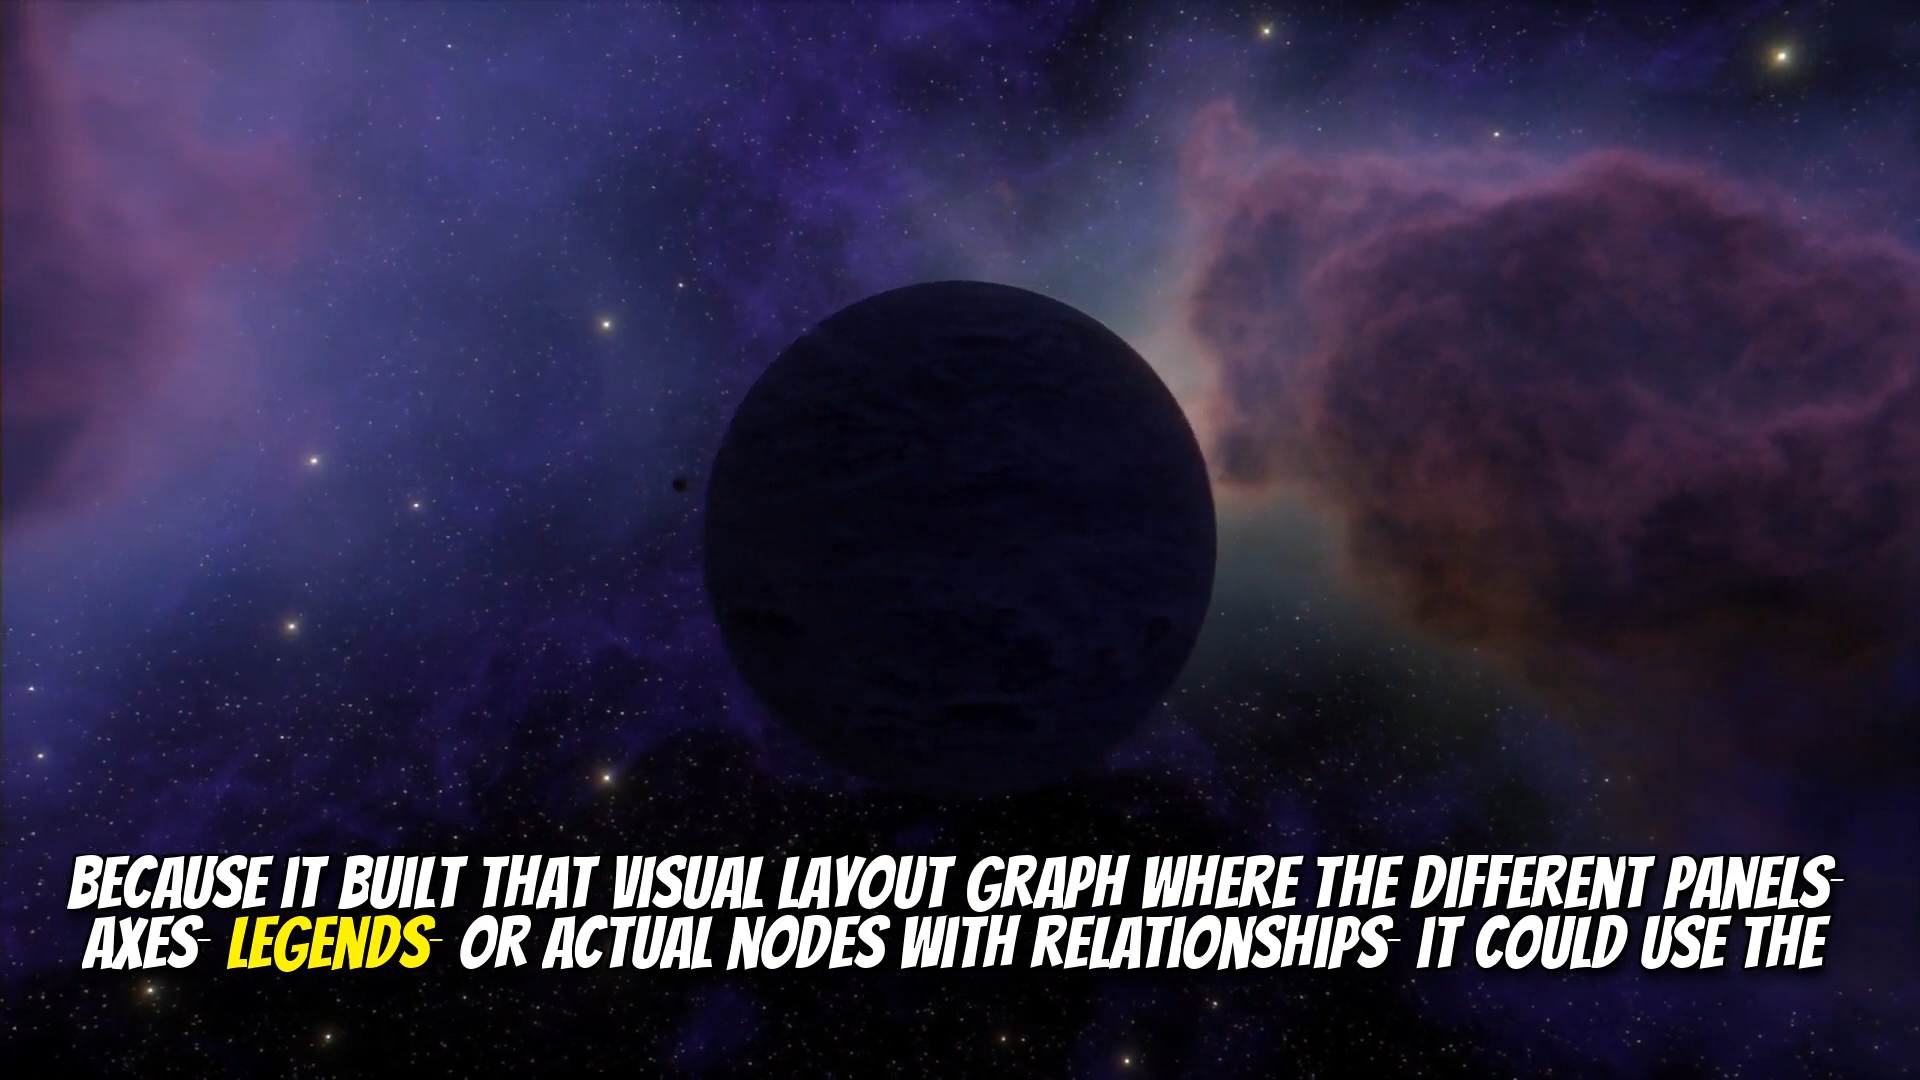 BECAUSE IT BUILT THAT VISUAL LAYOUT GRAPH WHERE THE DIFFERENT PANELS-
AXES- LEGENDS- OR ACTUAL NODES WITH RELATIONSHIPS- IT COULD USE THE